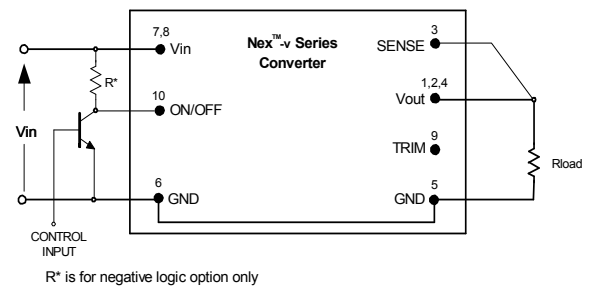 Nex™-v Series
Converter
7,8
Vin
R*
10
ON/OFF
Vin
6
GND
CONTROL
INPUT
3
SENSE
1,2,4
Vout
9
TRIM
5
GND
Rload
R* is for negative logic option only